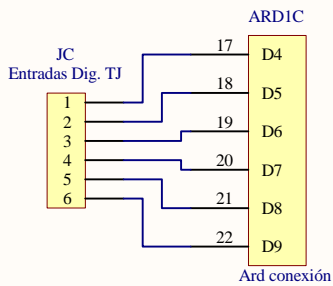 ARD1C
JC
Entradas Dig. TJ
1
2
3
4
5
6
17 D4
18 D5
19 D6
20 D7
21 D8
22 D9
Ard conexión